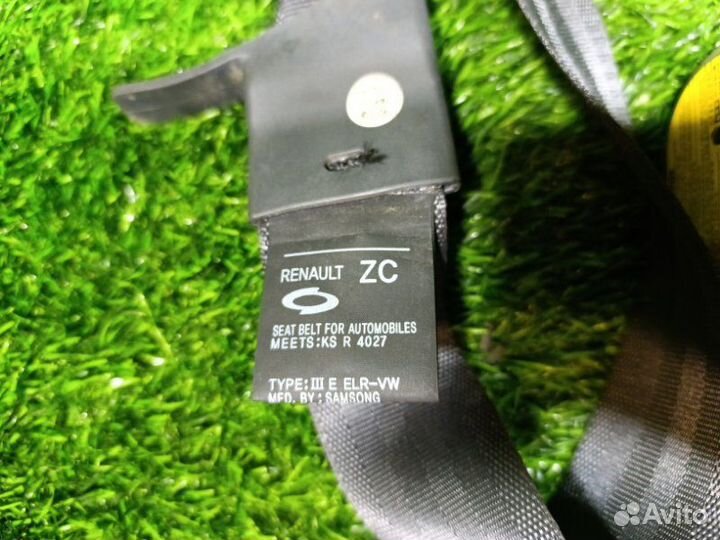 RENAULT ZC
SEAT BELT FOR AUTOMOBILES
MEETS:KS R 4027
TYPE:III E ELR-VW
MFD. BY: SAMSONG
Avito